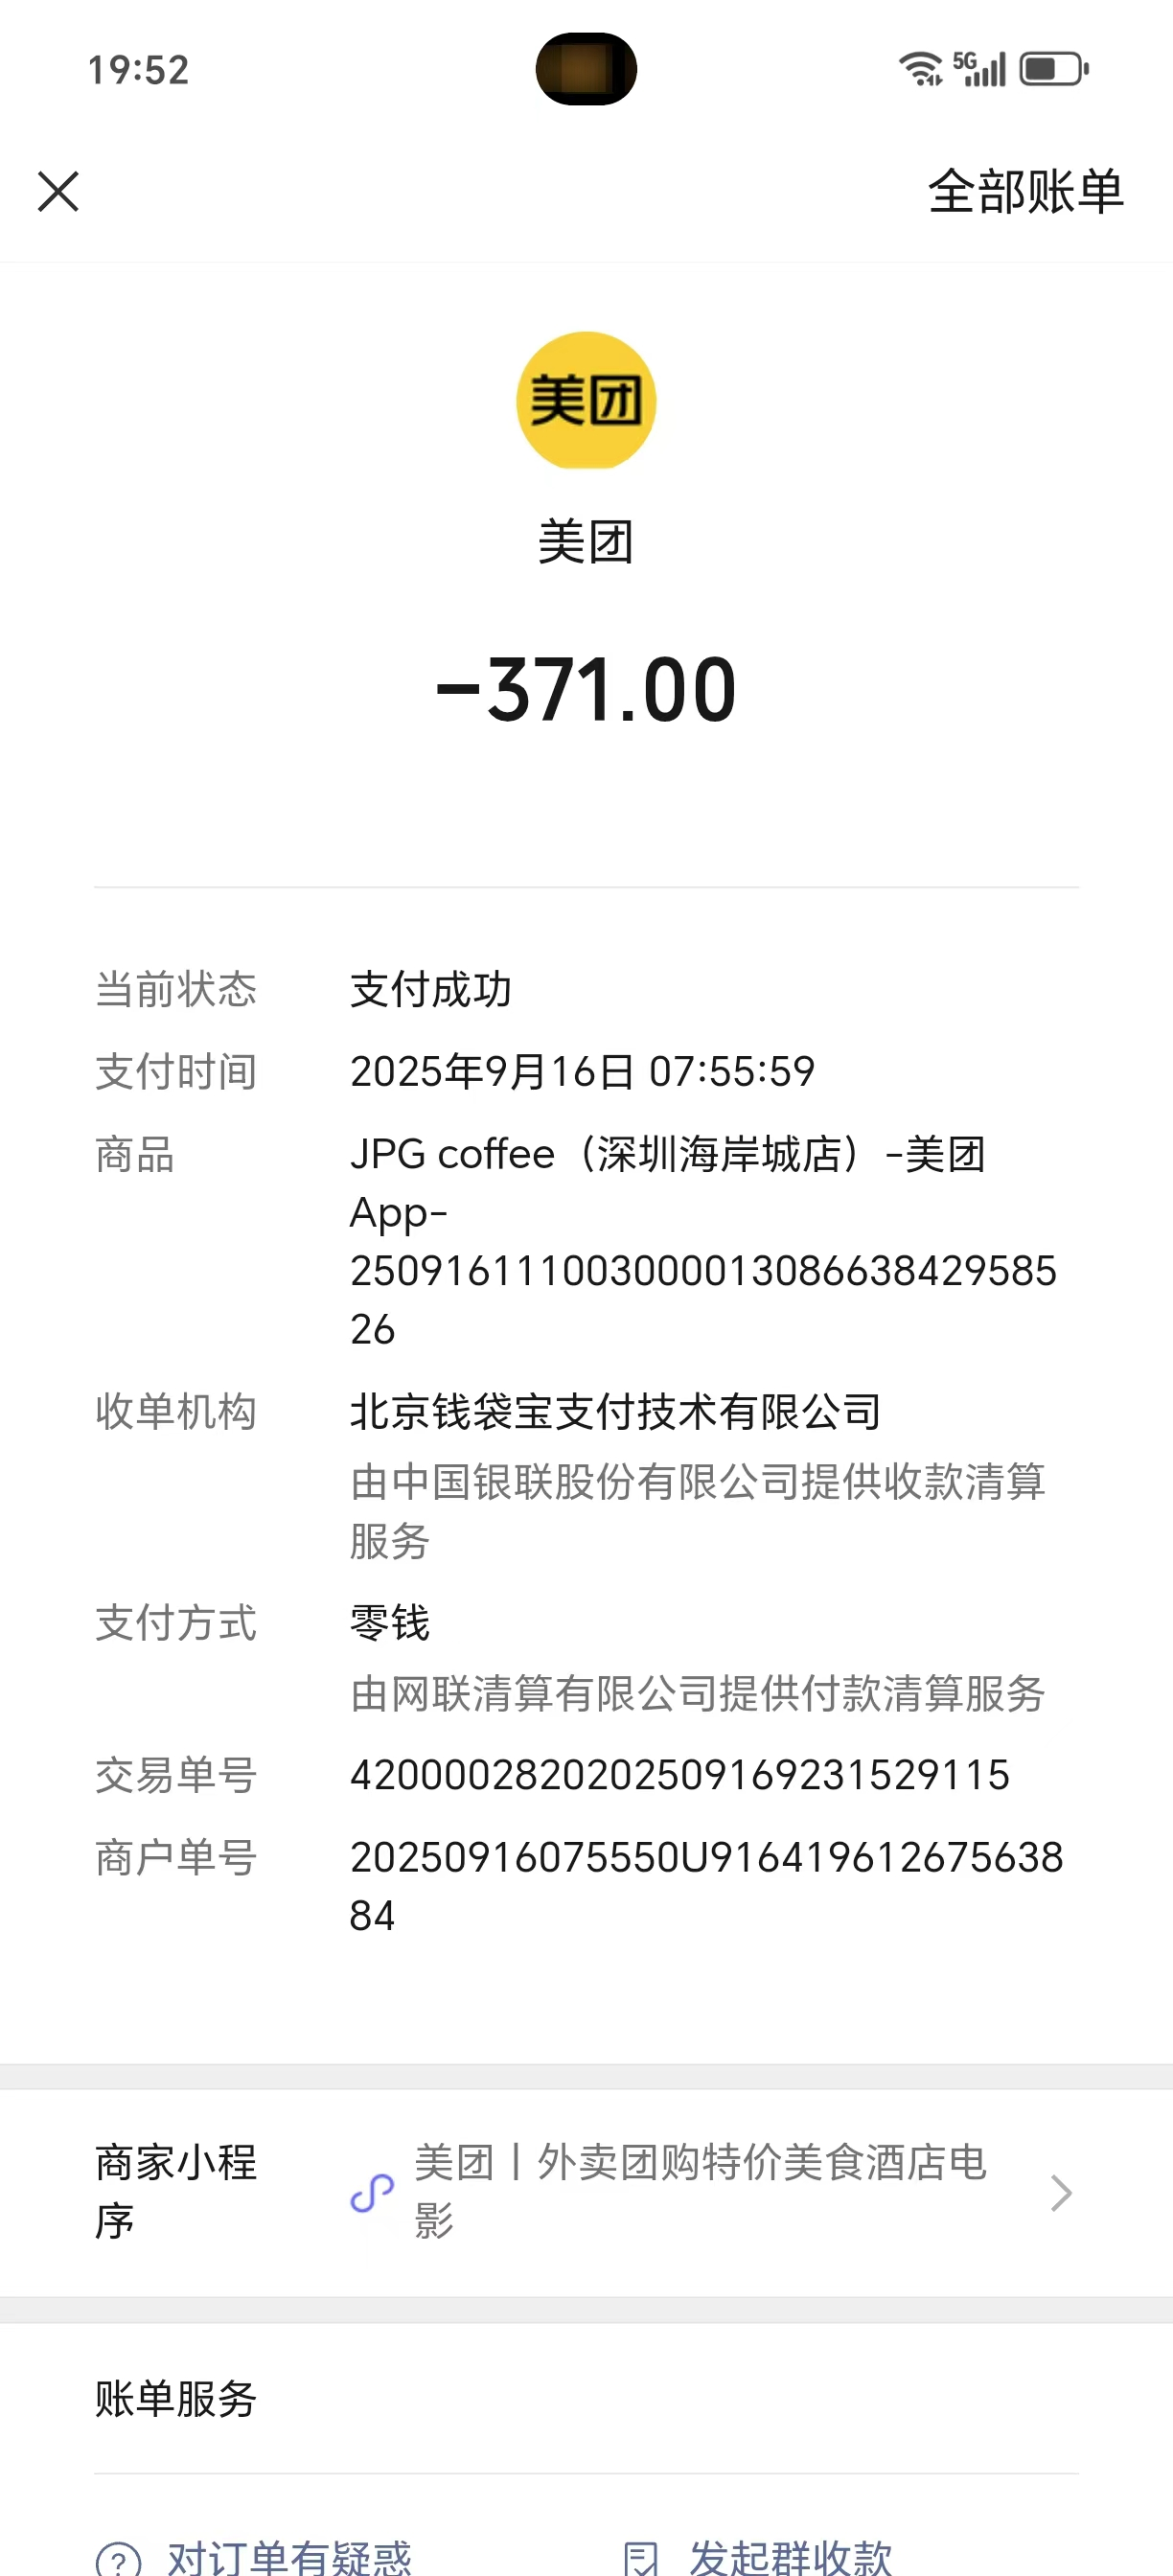 19:52
5G
全部账单
美团
美团
-371.00
当前状态 支付成功
支付时间 2025年9月16日 07:55:59
商品 JPG coffee（深圳海岸城店）-美团
App-
25091611100300001308663842958​5
26
收单机构 北京钱袋宝支付技术有限公司
由中国银联股份有限公司提供收款清算
服务
支付方式 零钱
由网联清算有限公司提供付款清算服务
交易单号 4200002820202509169231529115
商户单号 20250916075550U9164196126756​38
84
商家小程
序
美团丨外卖团购特价美食酒店电
影
账单服务
对订单有疑惑 发起群收款